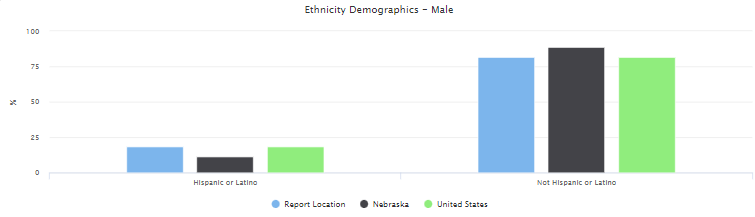 Ethnicity Demographics - Male
100
75
50
25
0
%
Hispanic or Latino
Not Hispanic or Latino
Report Location
Nebraska
United States